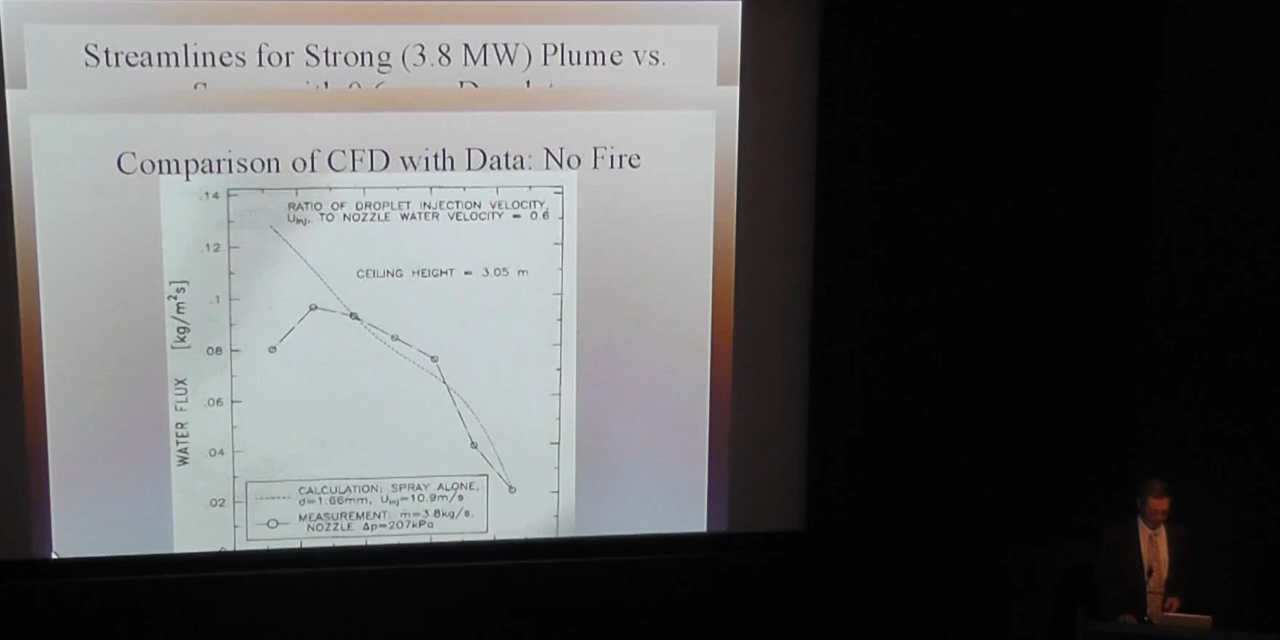 Streamlines for Strong (3.8 MW) Plume vs.
Comparison of CFD with Data: No Fire
.14
RATIO OF DROPLET INJECTION VELOCITY,
Uinj, TO NOZZLE WATER VELOCITY = 0.6
.12
CEILING HEIGHT = 3.05 m
.1
WATER FLUX [kg/m²s]
08
.06
.04
.02
CALCULATION; SPRAY ALONE,
d=1.66mm, Uinj=10.9m/s
MEASUREMENT: ṁ=3.8kg/s,
NOZZLE Δp=207kPa